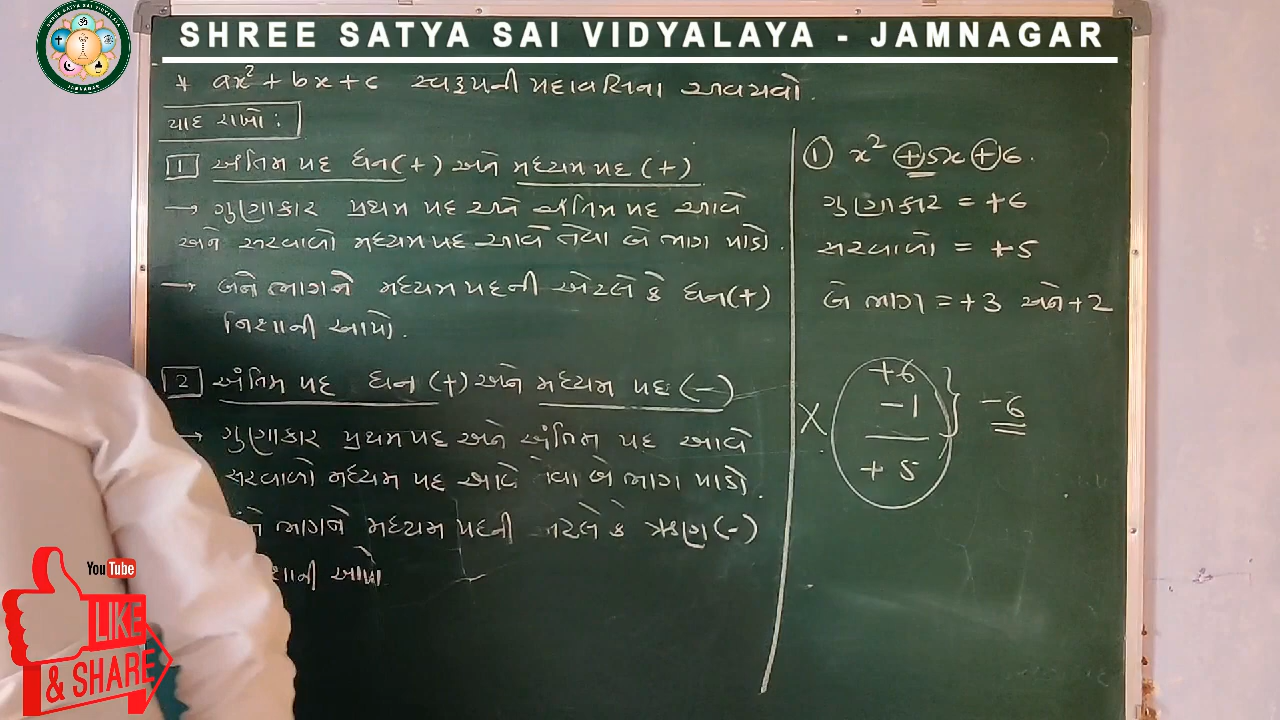 SHREE SATYA SAI VIDYALAYA - JAMNAGAR
* ax² + bx + c સ્વરૂપની પદાવલિના અવયવો.
યાદ રાખો :
1 અંતિમ પદ ધન(+) અને મધ્યમ પદ (+)
→ ગુણાકાર પ્રથમ પદ અને અંતિમ પદ આવે
અને સરવાળો મધ્યમ પદ આવે તેવા બે ભાગ પાડો.
→ બંને ભાગને મધ્યમ પદની એટલે કે ધન(+)
નિશાની આપો.
2 અંતિમ પદ ધન (+) અને મધ્યમ પદ (-)
→ ગુણાકાર પ્રથમ પદ અને અંતિમ પદ આવે
સરવાળો મધ્યમ પદ આવે તેવા બે ભાગ પાડો.
ભાગને મધ્યમ પદની એટલે કે ઋણ(-)
આપો
① x² + 5x + 6.
ગુણાકાર = +6
સરવાળો = +5
બે ભાગ = +3 અને +2
+6
× -1 } -6
+5
YouTube
LIKE
& SHARE